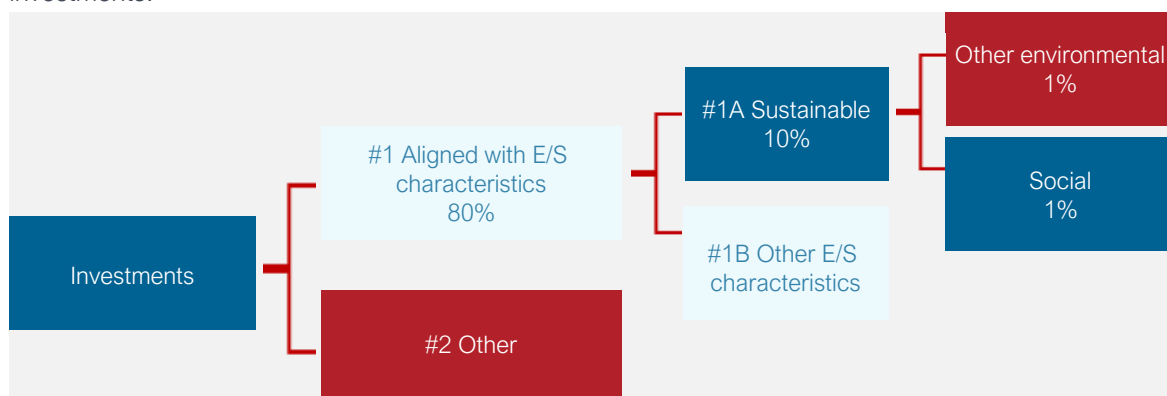 Investments
#1 Aligned with E/S
characteristics
80%
#2 Other
#1A Sustainable
10%
#1B Other E/S
characteristics
Other environmental
1%
Social
1%